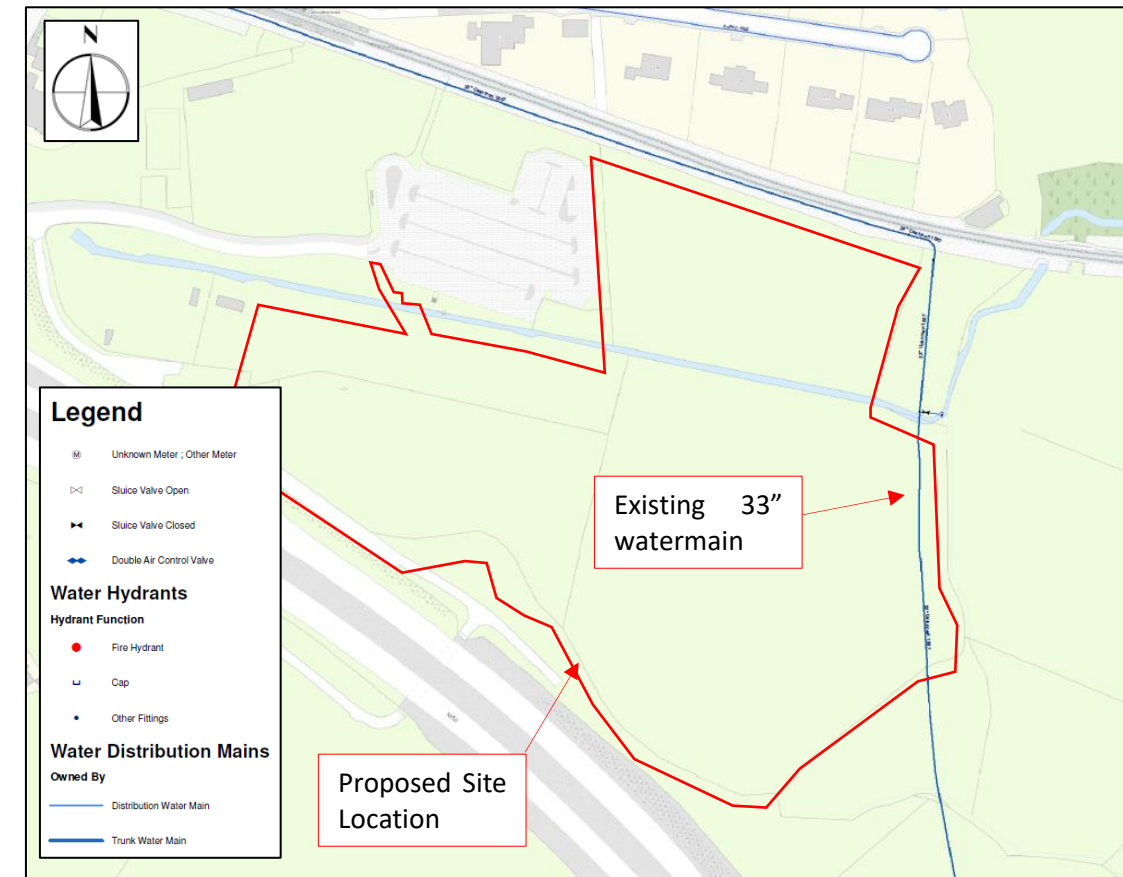 N
Existing 33”
watermain
Legend
M
Unknown Meter ; Other Meter
Sluice Valve Open
Sluice Valve Closed
Double Air Control Valve
Water Hydrants
Hydrant Function
Fire Hydrant
Cap
Other Fittings
Water Distribution Mains
Owned By
Distribution Water Main
Trunk Water Main
Proposed Site
Location